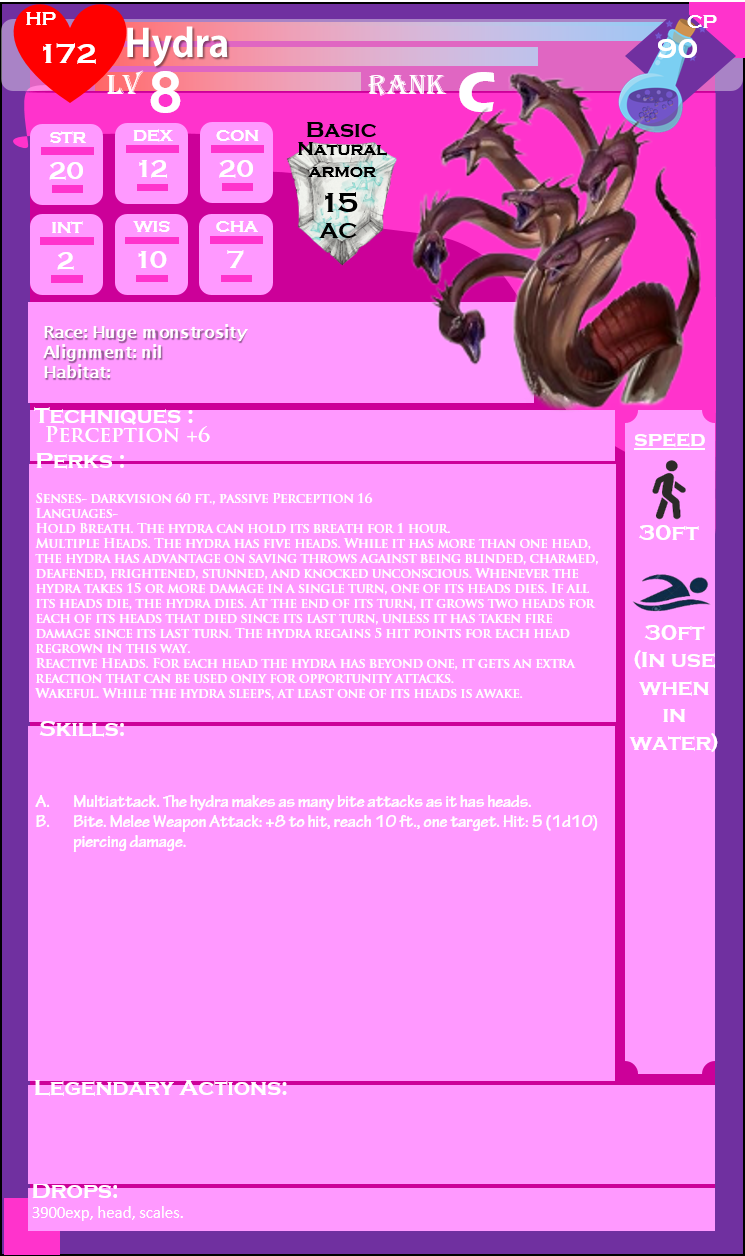 HP
172
Hydra
CP
90
LV 8
RANK C
STR
20
DEX
12
CON
20
INT
2
WIS
10
CHA
7
Basic
Natural
armor
15
AC
Race: Huge monstrosity
Alignment: nil
Habitat:
Techniques :
Perception +6
Perks :
Senses- darkvision 60 ft., passive Perception 16
Languages-
Hold Breath. The hydra can hold its breath for 1 hour.
Multiple Heads. The hydra has five heads. While it has more than one head,
the hydra has advantage on saving throws against being blinded, charmed,
deafened, frightened, stunned, and knocked unconscious. Whenever the
hydra takes 15 or more damage in a single turn, one of its heads dies. If all
its heads die, the hydra dies. At the end of its turn, it grows two heads for
each of its heads that died since its last turn, unless it has taken fire
damage since its last turn. The hydra regains 5 hit points for each head
regrown in this way.
Reactive Heads. For each head the hydra has beyond one, it gets an extra
reaction that can be used only for opportunity attacks.
Wakeful. While the hydra sleeps, at least one of its heads is awake.
SPEED
30ft
30ft
(In use
when
in
water)
Skills:
A. Multiattack. The hydra makes as many bite attacks as it has heads.
B. Bite. Melee Weapon Attack: +8 to hit, reach 10 ft., one target. Hit: 5 (1d10)
piercing damage.
Legendary Actions:
Drops:
3900exp, head, scales.